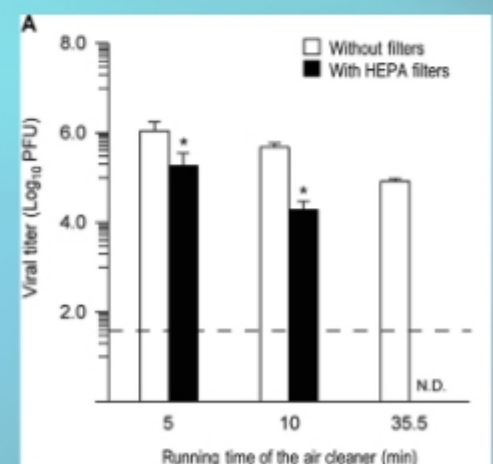 A
8.0
Without filters
With HEPA filters
6.0
*
*
4.0
2.0
N.D.
5 10 35.5
Viral titer (Log10 PFU)
Running time of the air cleaner (min)